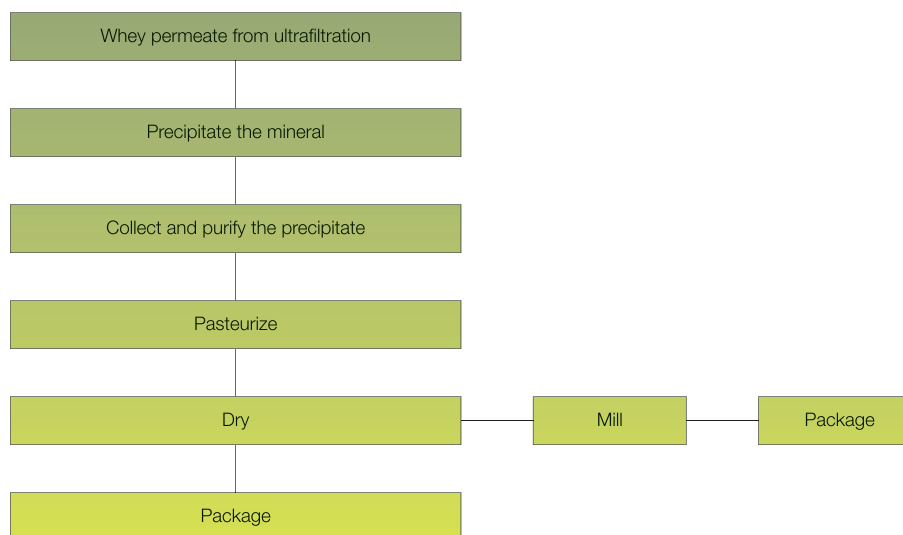 Whey permeate from ultrafiltration
Precipitate the mineral
Collect and purify the precipitate
Pasteurize
Dry
Mill
Package
Package